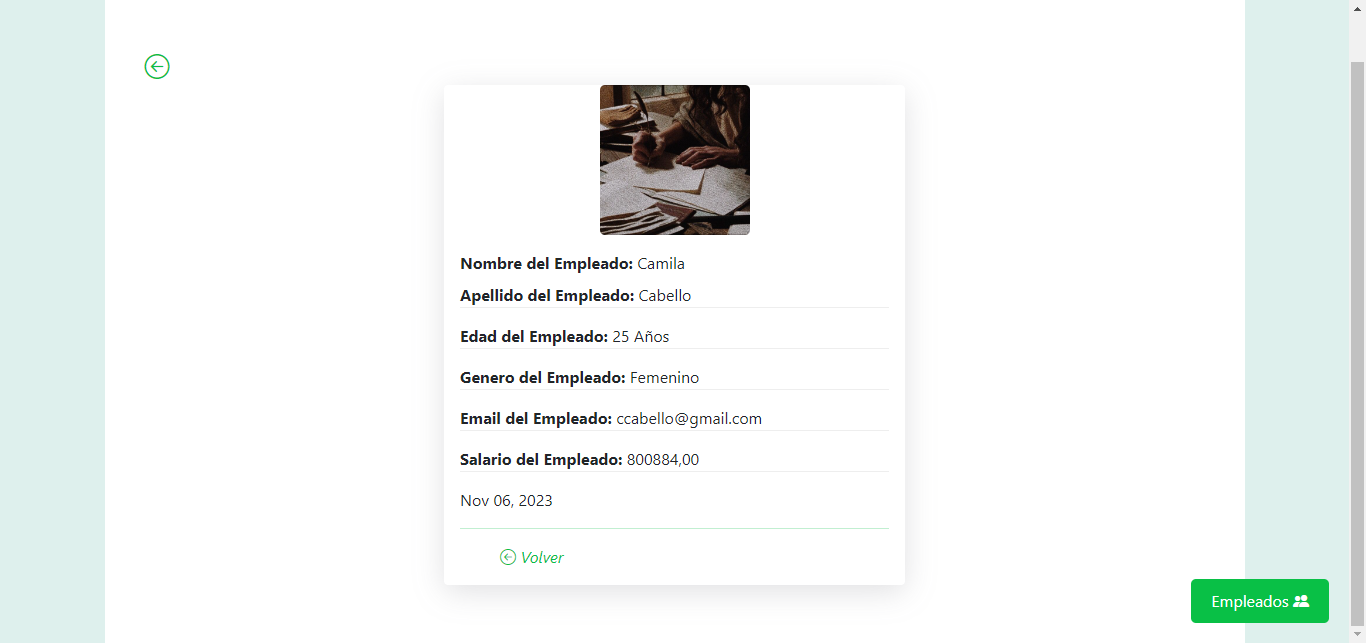 Nombre del Empleado: Camila
Apellido del Empleado: Cabello
Edad del Empleado: 25 Años
Genero del Empleado: Femenino
Email del Empleado: ccabello@gmail.com
Salario del Empleado: 800884,00
Nov 06, 2023
Volver
Empleados